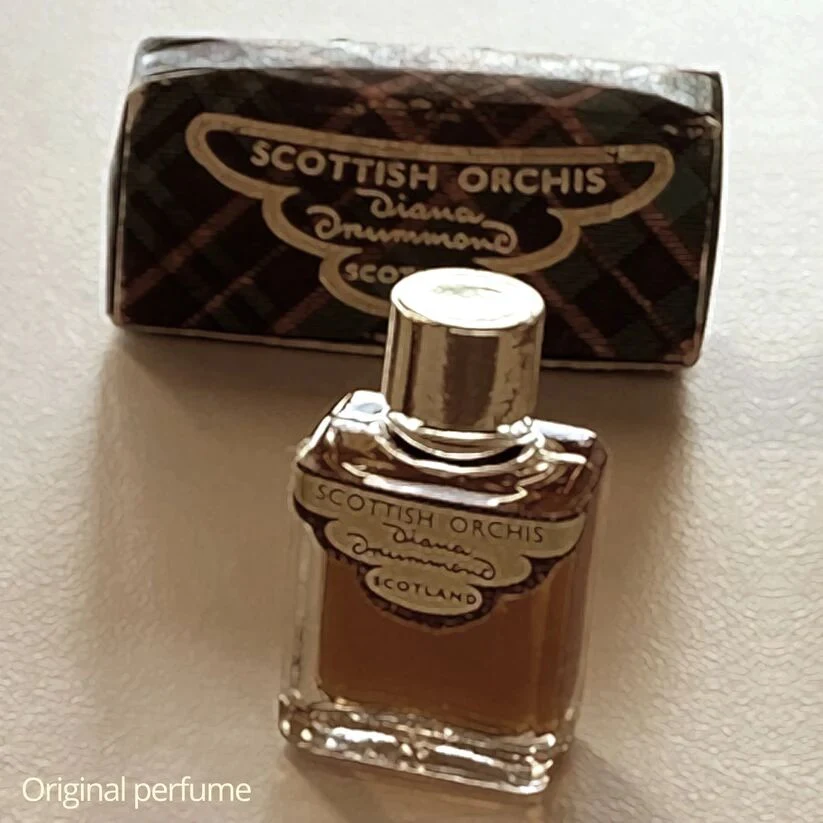 SCOTTISH ORCHIS
Diana
Drummond
SCOTTISH ORCHIS
Diana
Drummond
SCOTLAND
Original perfume